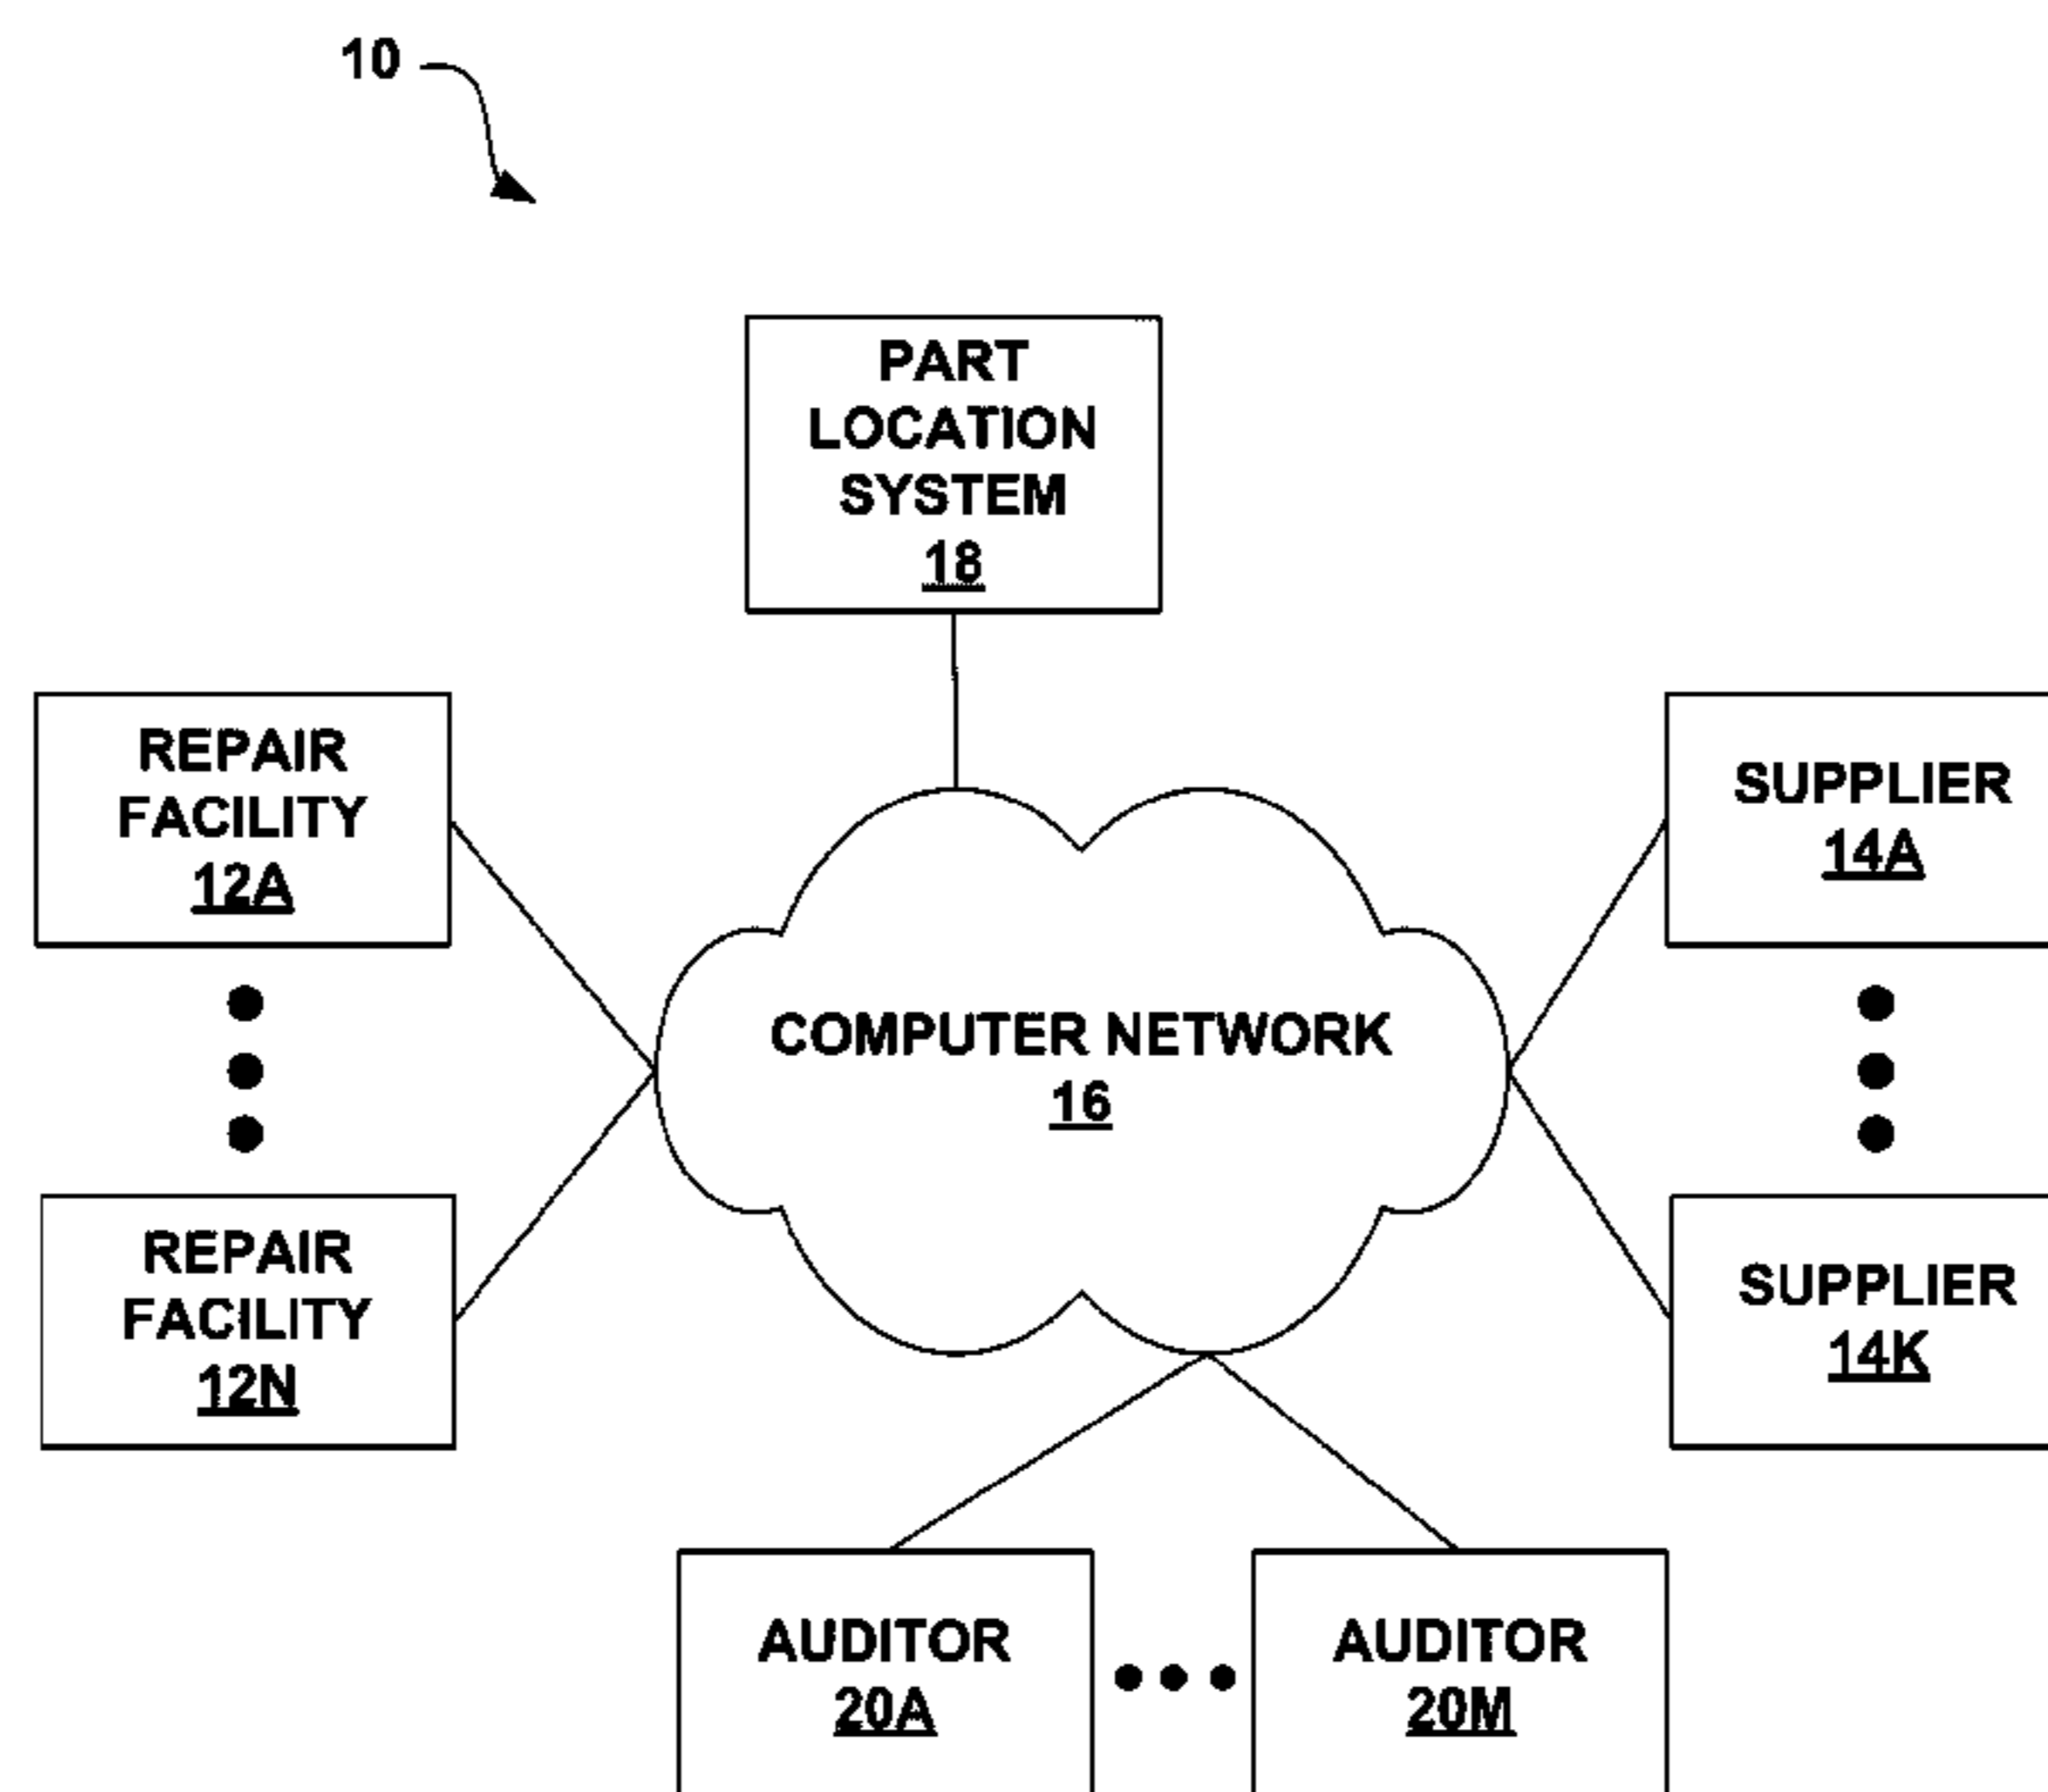 10
PART
LOCATION
SYSTEM
18
REPAIR
FACILITY
12A
SUPPLIER
14A
COMPUTER NETWORK
16
REPAIR
FACILITY
12N
SUPPLIER
14K
AUDITOR
20A
AUDITOR
20M